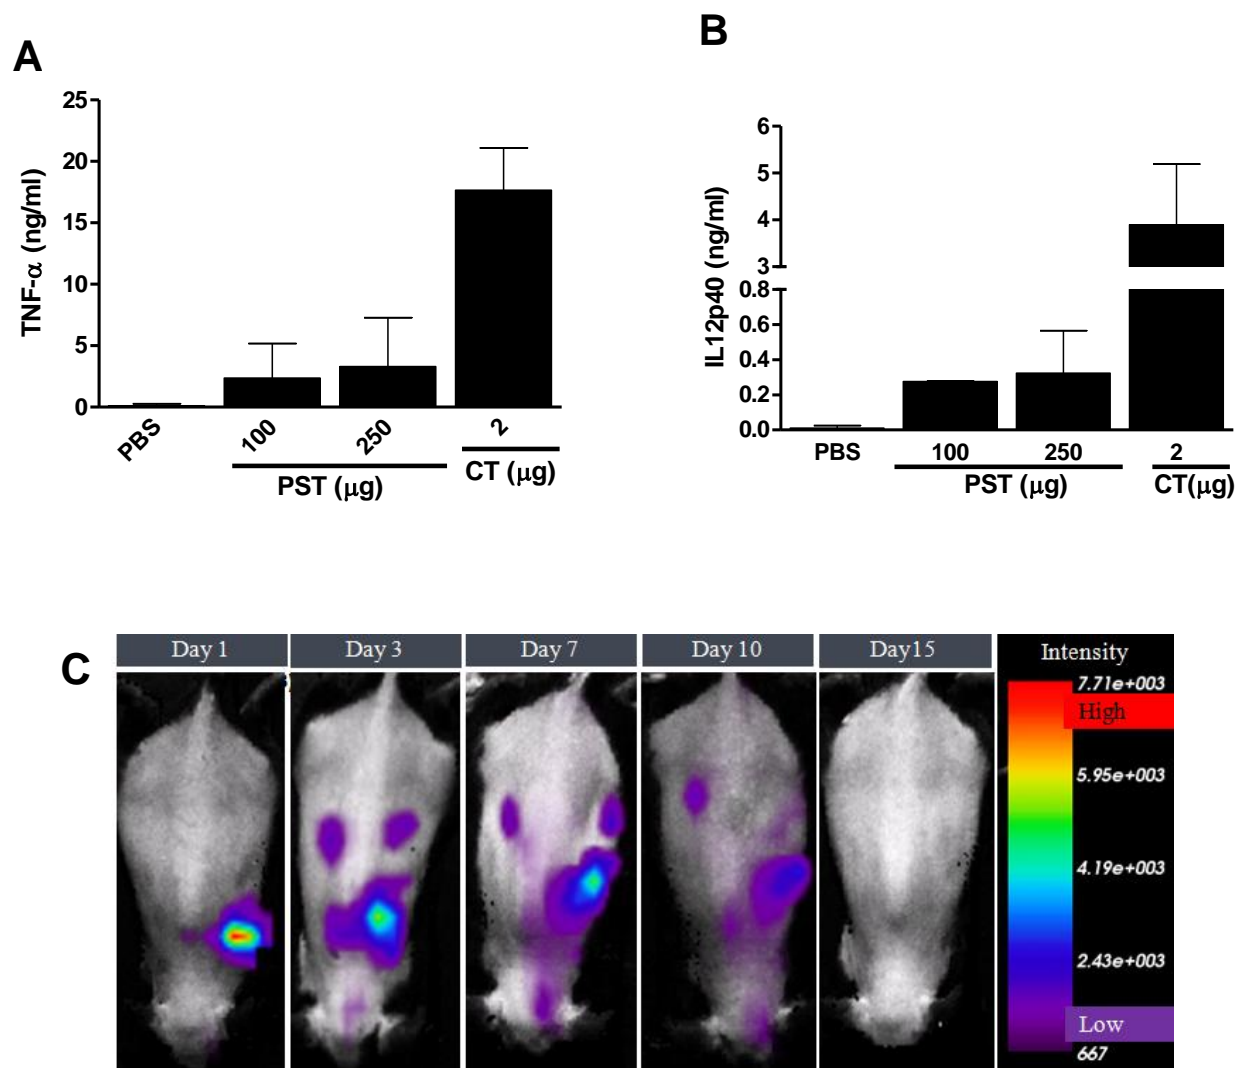 A
TNF-α (ng/ml)
25
20
15
10
5
0
PBS
100
250
2
PST (μg)
CT (μg)
B
IL12p40 (ng/ml)
6
5
4
3
0.8
0.6
0.4
0.2
0.0
PBS
100
250
2
PST (μg)
CT(μg)
C
Day 1
Day 3
Day 7
Day 10
Day15
Intensity
7.71e+003
High
5.95e+003
4.19e+003
2.43e+003
Low
667